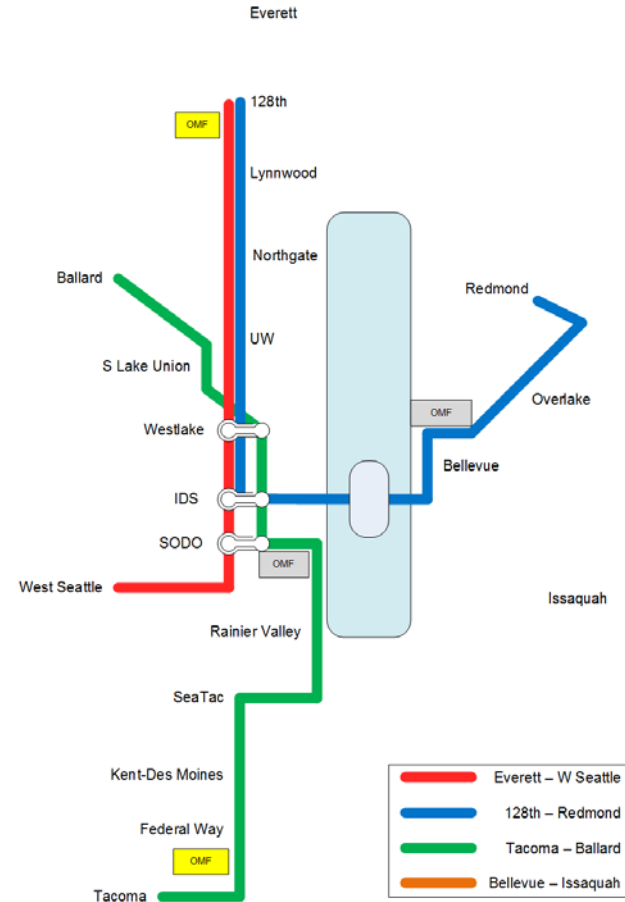 Everett
128th
OMF
Lynnwood
Northgate
Ballard
Redmond
UW
S Lake Union
Overlake
OMF
Westlake
Bellevue
IDS
SODO
OMF
West Seattle
Issaquah
Rainier Valley
SeaTac
Kent-Des Moines
Federal Way
OMF
Tacoma
Everett – W Seattle
128th – Redmond
Tacoma – Ballard
Bellevue – Issaquah